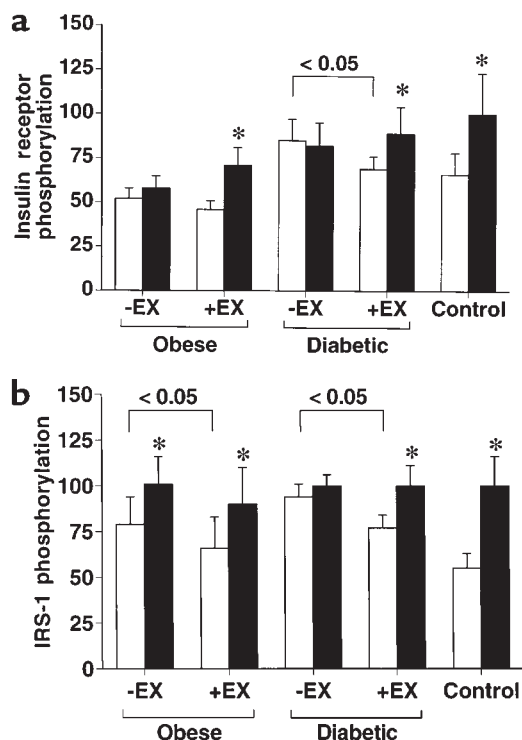 a
Insulin receptor
phosphorylation
150
125
100
75
50
25
0
< 0.05
*
*
*
-EX +EX -EX +EX Control
Obese Diabetic
b
IRS-1 phosphorylation
150
125
100
75
50
25
0
< 0.05 < 0.05
* * * *
-EX +EX -EX +EX Control
Obese Diabetic